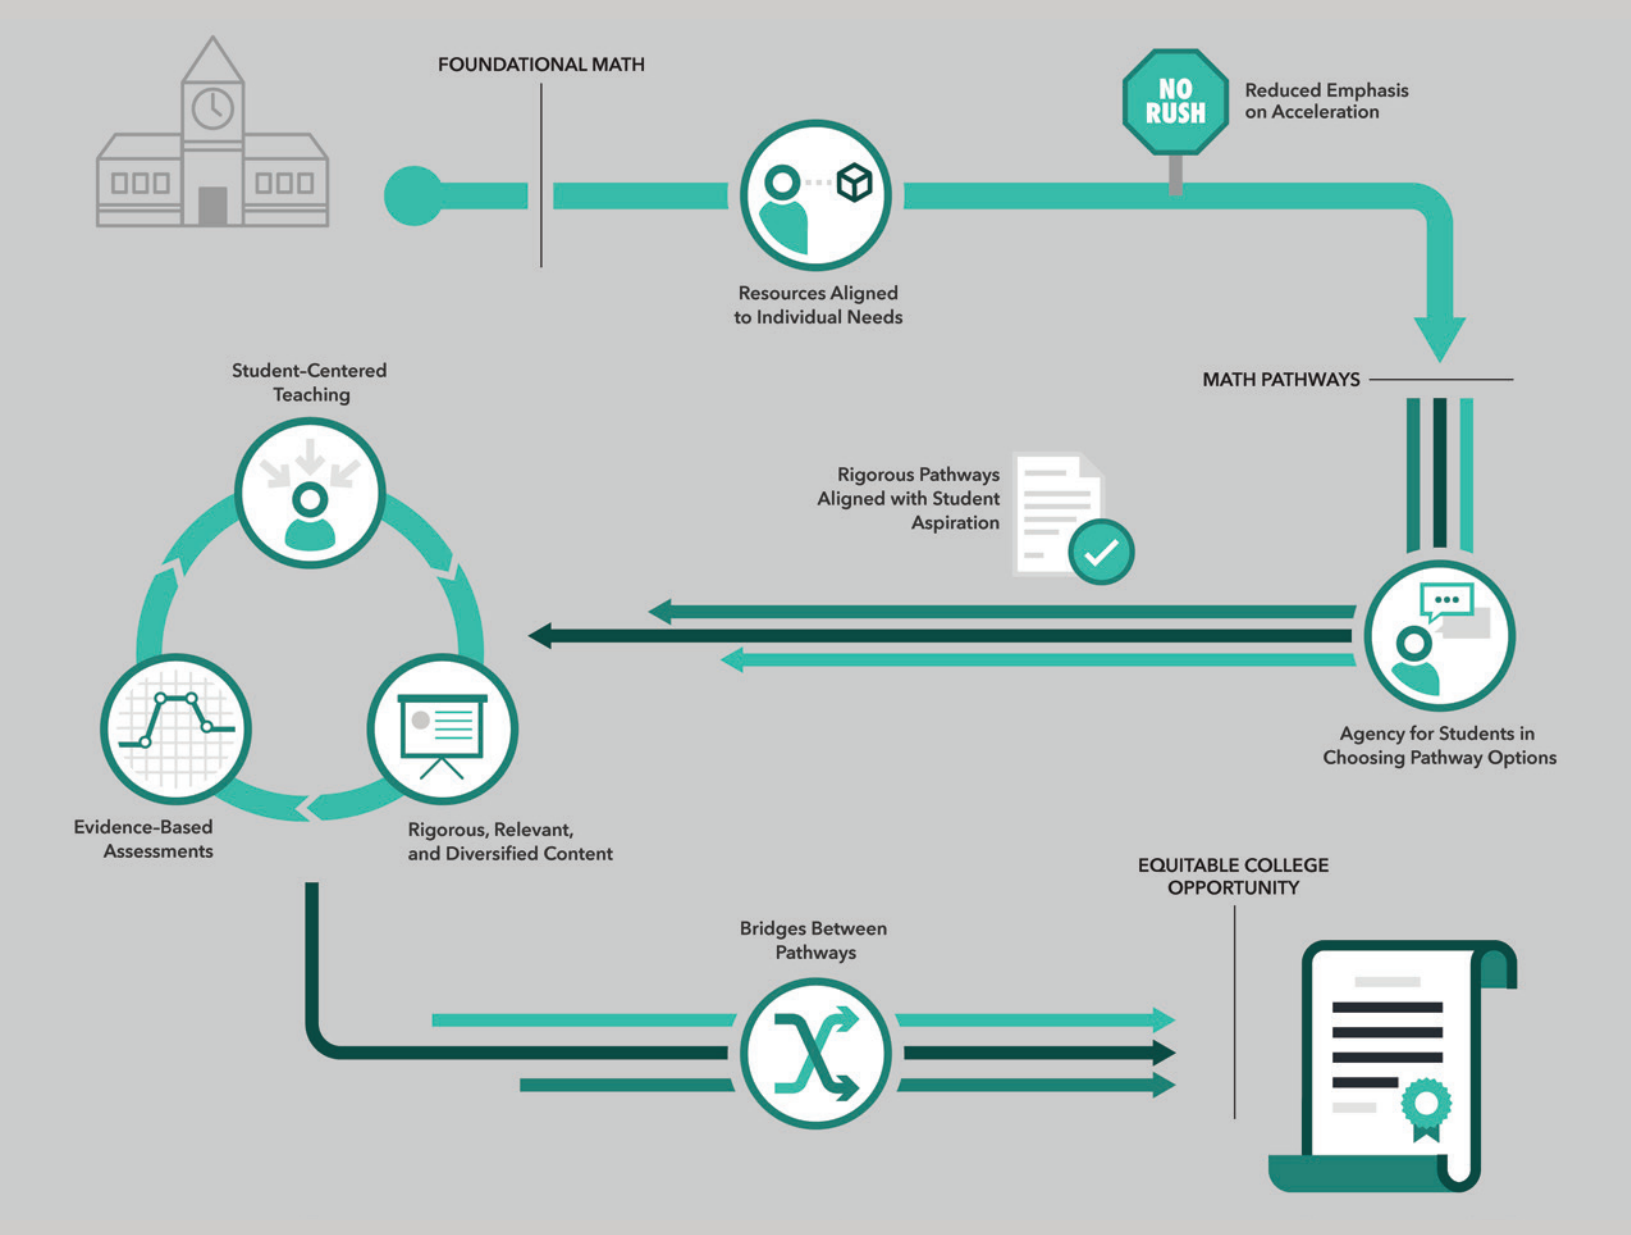 FOUNDATIONAL MATH
NO
RUSH
Reduced Emphasis
on Acceleration
Resources Aligned
to Individual Needs
MATH PATHWAYS
Student-Centered
Teaching
Rigorous Pathways
Aligned with Student
Aspiration
Agency for Students in
Choosing Pathway Options
Evidence-Based
Assessments
Rigorous, Relevant,
and Diversified Content
Bridges Between
Pathways
EQUITABLE COLLEGE
OPPORTUNITY